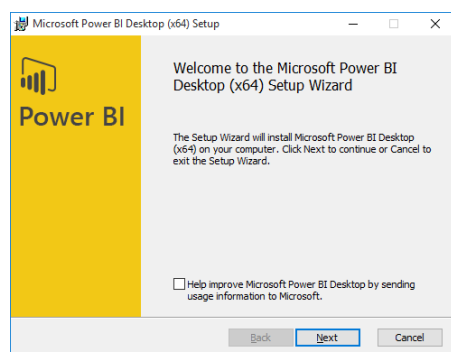 Microsoft Power BI Desktop (x64) Setup
Power BI
Welcome to the Microsoft Power BI
Desktop (x64) Setup Wizard
The Setup Wizard will install Microsoft Power BI Desktop
(x64) on your computer. Click Next to continue or Cancel to
exit the Setup Wizard.
Help improve Microsoft Power BI Desktop by sending
usage information to Microsoft.
Back Next Cancel